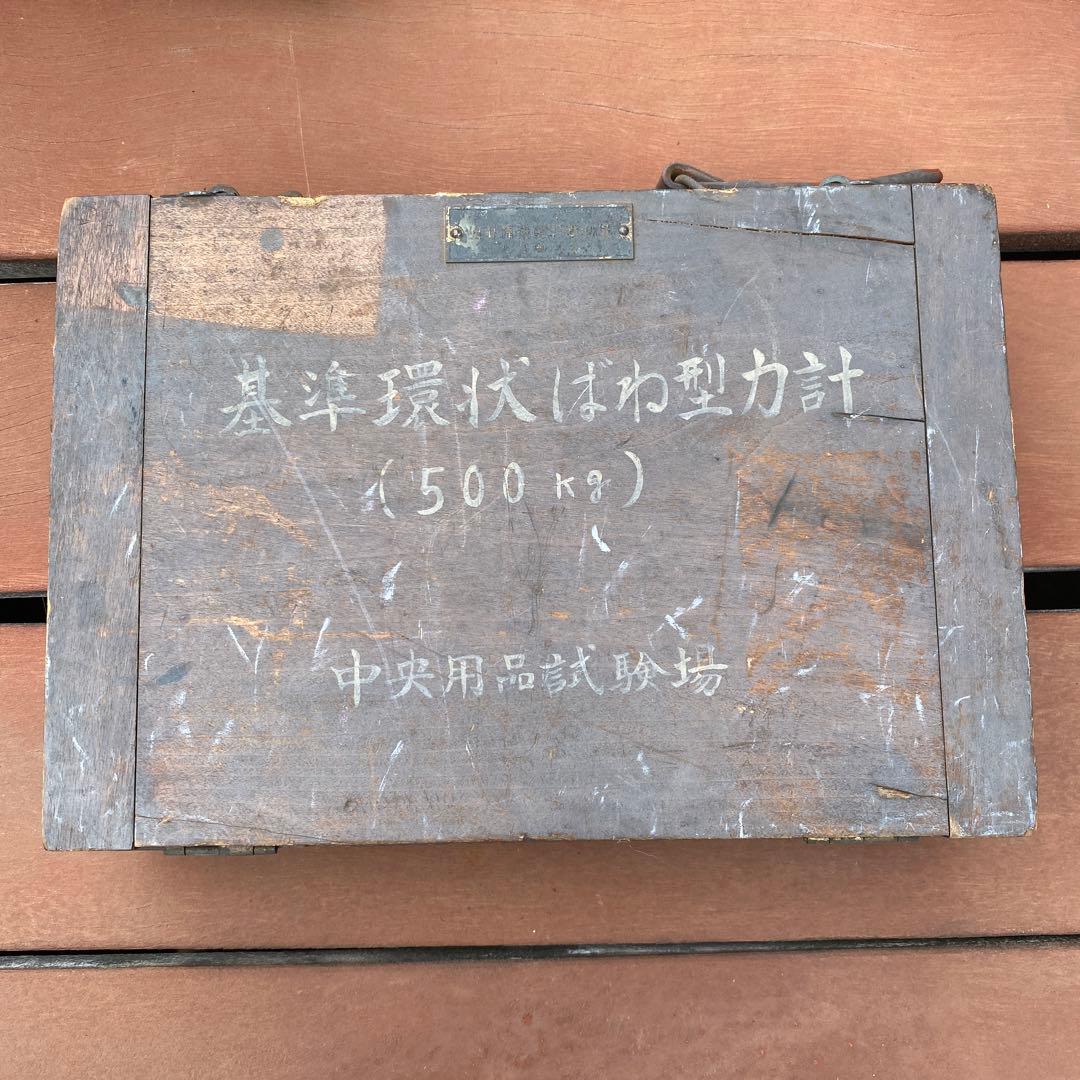 基準環状ばね型力計
(500 kg)
中央用品試験場